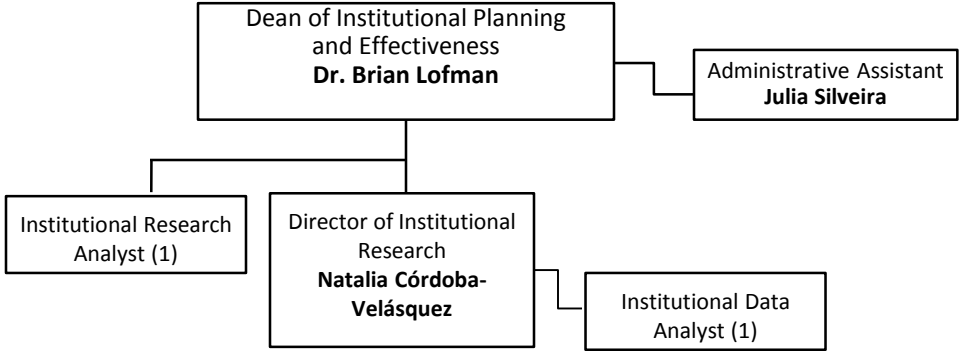 Dean of Institutional Planning
and Effectiveness
Dr. Brian Lofman
Administrative Assistant
Julia Silveira
Institutional Research
Analyst (1)
Director of Institutional
Research
Natalia Córdoba-
Velásquez
Institutional Data
Analyst (1)